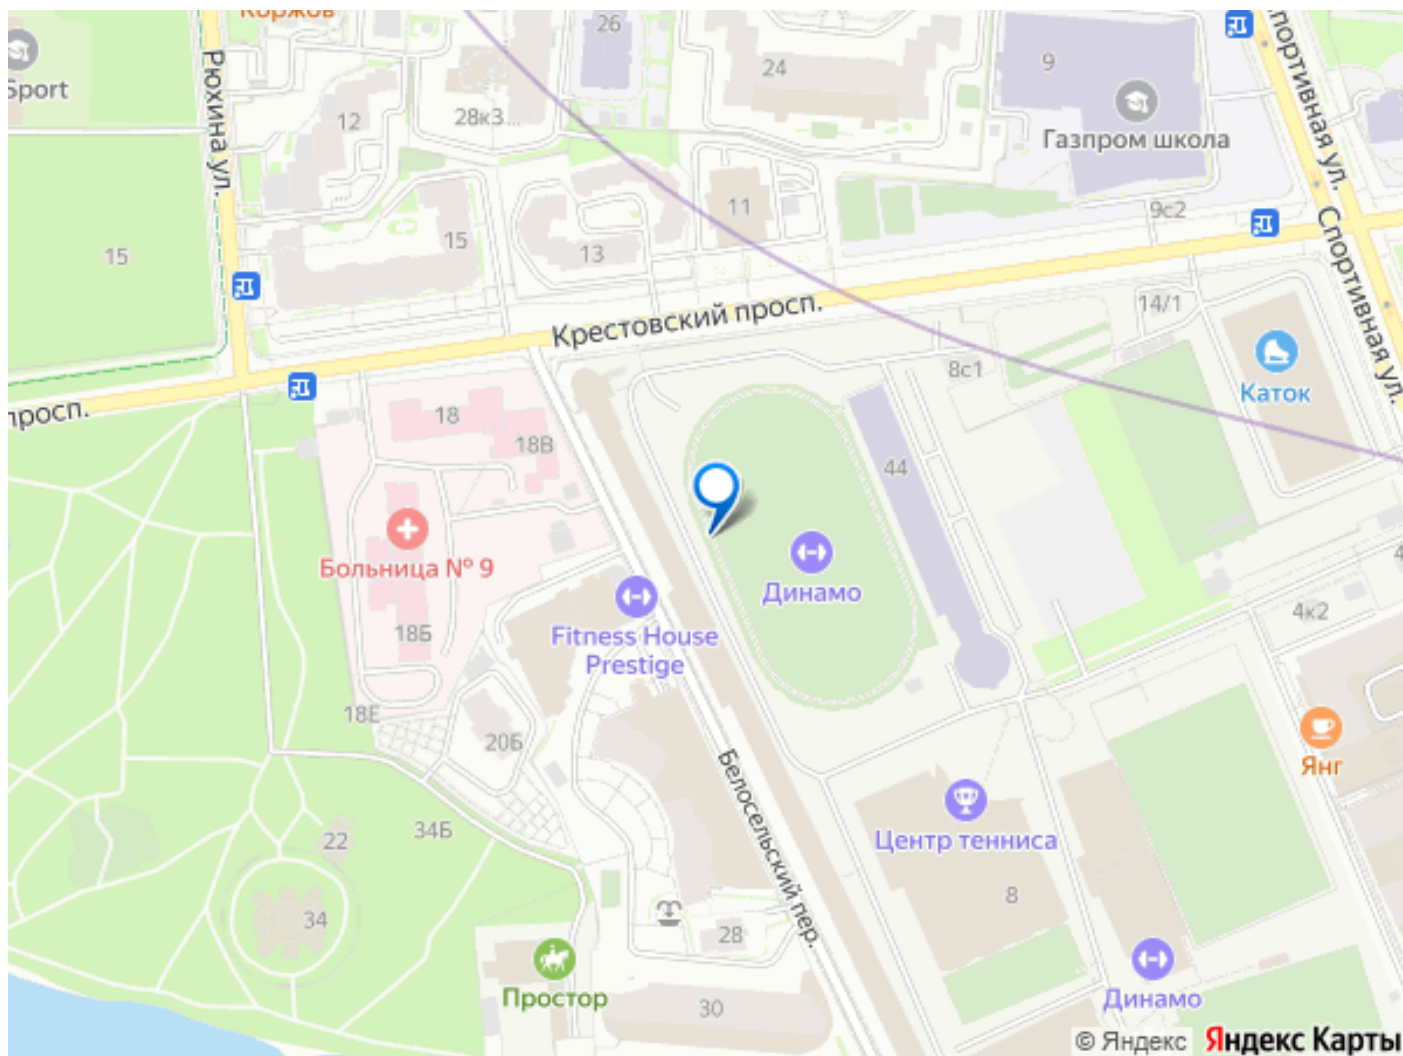 Коржов
26
Рюхина ул.
Sport
24
9
Спортивная ул.
12
28к3...
Газпром школа
11
9с2
15
15
13
Спортивная ул.
Крестовский просп.
14/1
8с1
Каток
просп.
18
18В
44
Больница № 9
Динамо
Fitness House
Prestige
4к2
18Б
18Е
20Б
Белосельский пер.
Янг
Центр тенниса
34Б
22
8
34
28
Простор
30
Динамо
© Яндекс Яндекс Карты